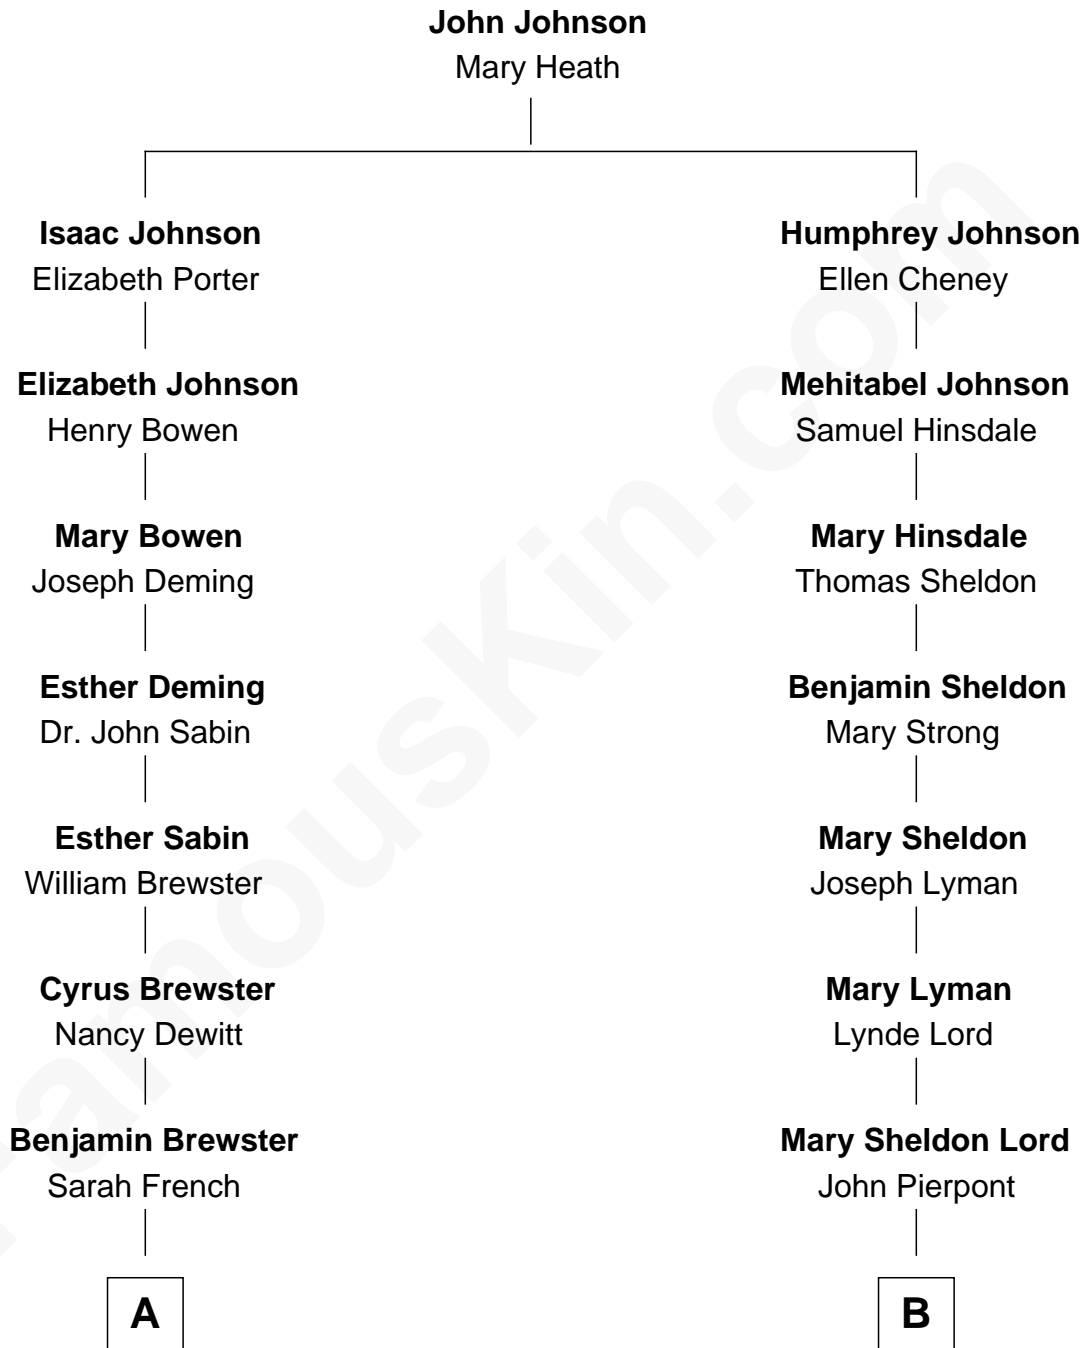 John Johnson
Mary Heath
Isaac Johnson
Elizabeth Porter
Elizabeth Johnson
Henry Bowen
Mary Bowen
Joseph Deming
Esther Deming
Dr. John Sabin
Esther Sabin
William Brewster
Cyrus Brewster
Nancy Dewitt
Benjamin Brewster
Sarah French
A
Humphrey Johnson
Ellen Cheney
Mehitabel Johnson
Samuel Hinsdale
Mary Hinsdale
Thomas Sheldon
Benjamin Sheldon
Mary Strong
Mary Sheldon
Joseph Lyman
Mary Lyman
Lynde Lord
Mary Sheldon Lord
John Pierpont
B
FamousKin.com